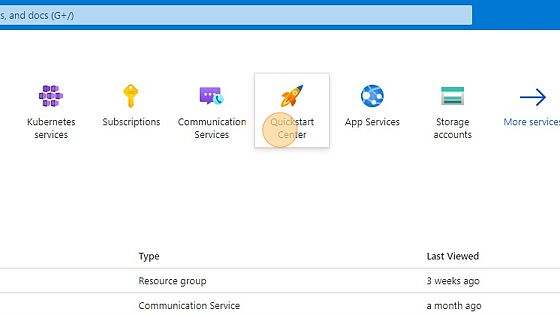 s, and docs (G+/)
Kubernetes
services
Subscriptions
Communication
Services
Quickstart
Center
App Services
Storage
accounts
More services
Type Last Viewed
Resource group 3 weeks ago
Communication Service a month ago